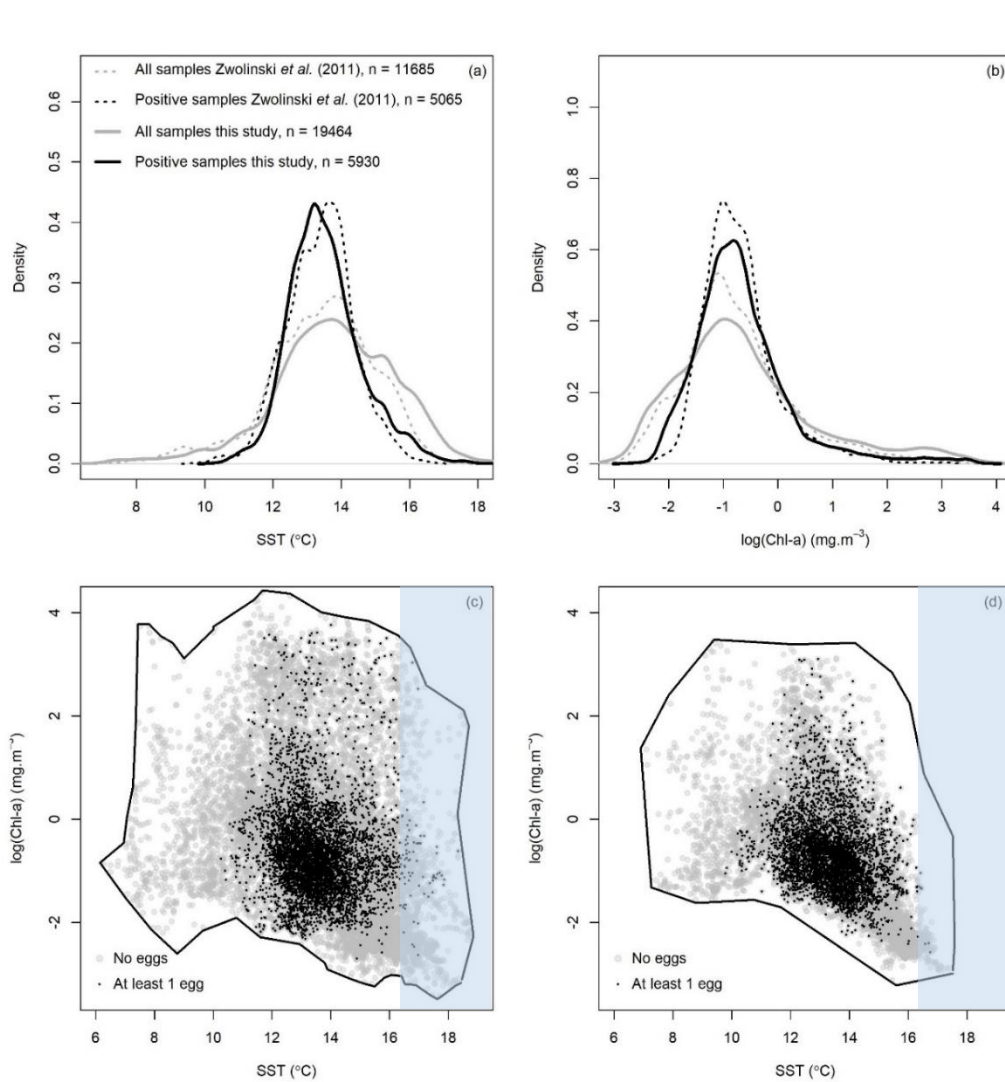 All samples Zwolinski et al. (2011), n = 11685
(a)
Positive samples Zwolinski et al. (2011), n = 5065
All samples this study, n = 19464
Positive samples this study, n = 5930
0.0 0.1 0.2 0.3 0.4 0.5 0.6
Density
8 10 12 14 16 18
SST (°C)
(b)
0.0 0.2 0.4 0.6 0.8 1.0
Density
-3 -2 -1 0 1 2 3 4
log(Chl-a) (mg.m⁻³)
(c)
4
2
0
-2
log(Chl-a) (mg.m⁻³)
No eggs
At least 1 egg
6 8 10 12 14 16 18
SST (°C)
(d)
4
2
0
-2
log(Chl-a) (mg.m⁻³)
No eggs
At least 1 egg
6 8 10 12 14 16 18
SST (°C)